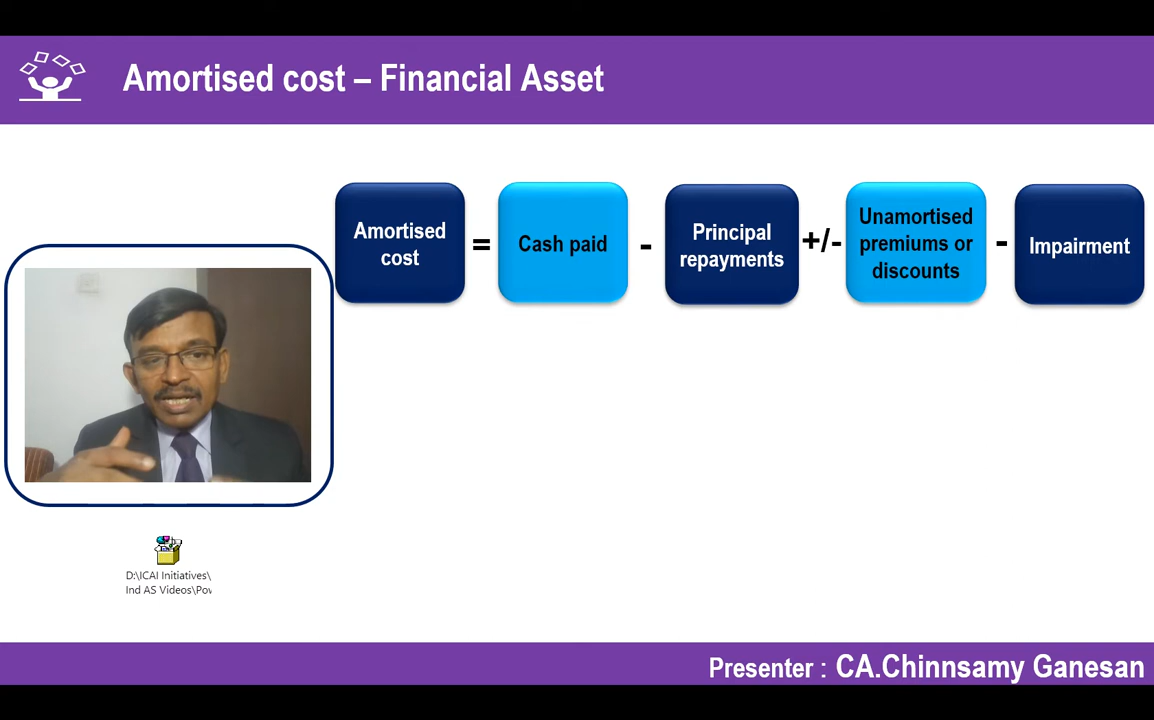 Amortised cost – Financial Asset
Amortised
cost
=
Cash paid
-
Principal
repayments
+/-
Unamortised
premiums or
discounts
-
Impairment
D:\ICAI Initiatives\
Ind AS Videos\Pov
Presenter : CA.Chinnsamy Ganesan